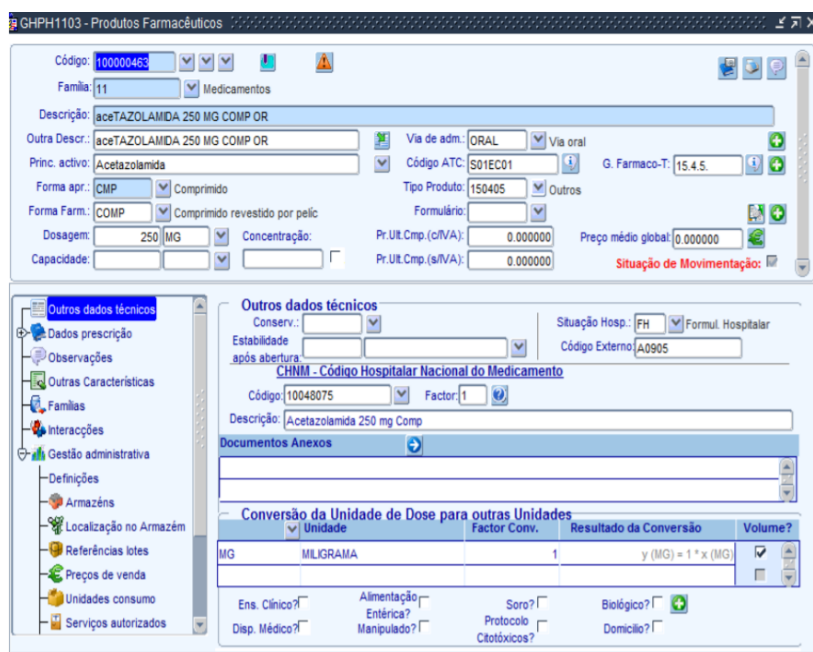 GHPH1103 - Produtos Farmacêuticos
Código: 100000463
Família: 11 Medicamentos
Descrição: aceTAZOLAMIDA 250 MG COMP OR
Outra Descr.: aceTAZOLAMIDA 250 MG COMP OR Via de adm.: ORAL Via oral
Princ. activo: Acetazolamida Código ATC: S01EC01 G. Farmaco-T: 15.4.5.
Forma apr.: CMP Comprimido Tipo Produto: 150405 Outros
Forma Farm.: COMP Comprimido revestido por pelíc Formulário:
Dosagem: 250 MG Concentração: Pr.Ult.Cmp.(c/IVA): 0.000000 Preço médio global: 0.000000
Capacidade: Pr.Ult.Cmp.(s/IVA): 0.000000 Situação de Movimentação:
Outros dados técnicos
Dados prescrição
Observações
Outras Características
Famílias
Interacções
Gestão administrativa
Definições
Armazéns
Localização no Armazém
Referências lotes
Preços de venda
Unidades consumo
Serviços autorizados
Outros dados técnicos
Conserv.: Situação Hosp.: FH Formul. Hospitalar
Estabilidade
após abertura: Código Externo: A0905
CHNM - Código Hospitalar Nacional do Medicamento
Código: 10048075 Factor: 1
Descrição: Acetazolamida 250 mg Comp
Documentos Anexos
Conversão da Unidade de Dose para outras Unidades
Unidade Factor Conv. Resultado da Conversão Volume?
MG MILIGRAMA 1 y (MG) = 1 * x (MG)
Ens. Clínico? Alimentação Entérica? Soro? Biológico?
Disp. Médico? Manipulado? Protocolo Citotóxicos? Domicilio?